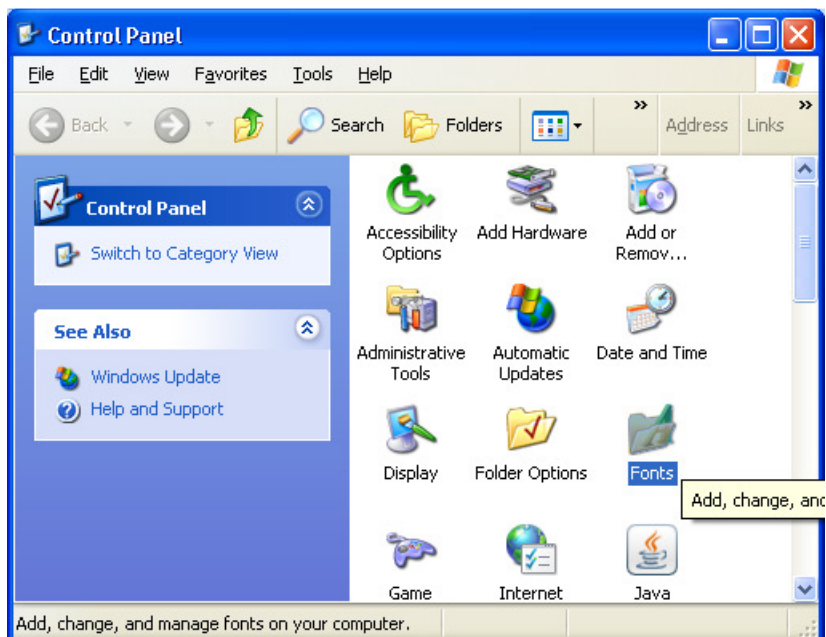 Control Panel
File Edit View Favorites Tools Help
Back Search Folders » Address Links »
Control Panel
Switch to Category View
See Also
Windows Update
Help and Support
Accessibility
Options
Add Hardware
Add or
Remov...
Administrative
Tools
Automatic
Updates
Date and Time
Display
Folder Options
Fonts
Add, change, and
Game
Internet
Java
Add, change, and manage fonts on your computer.